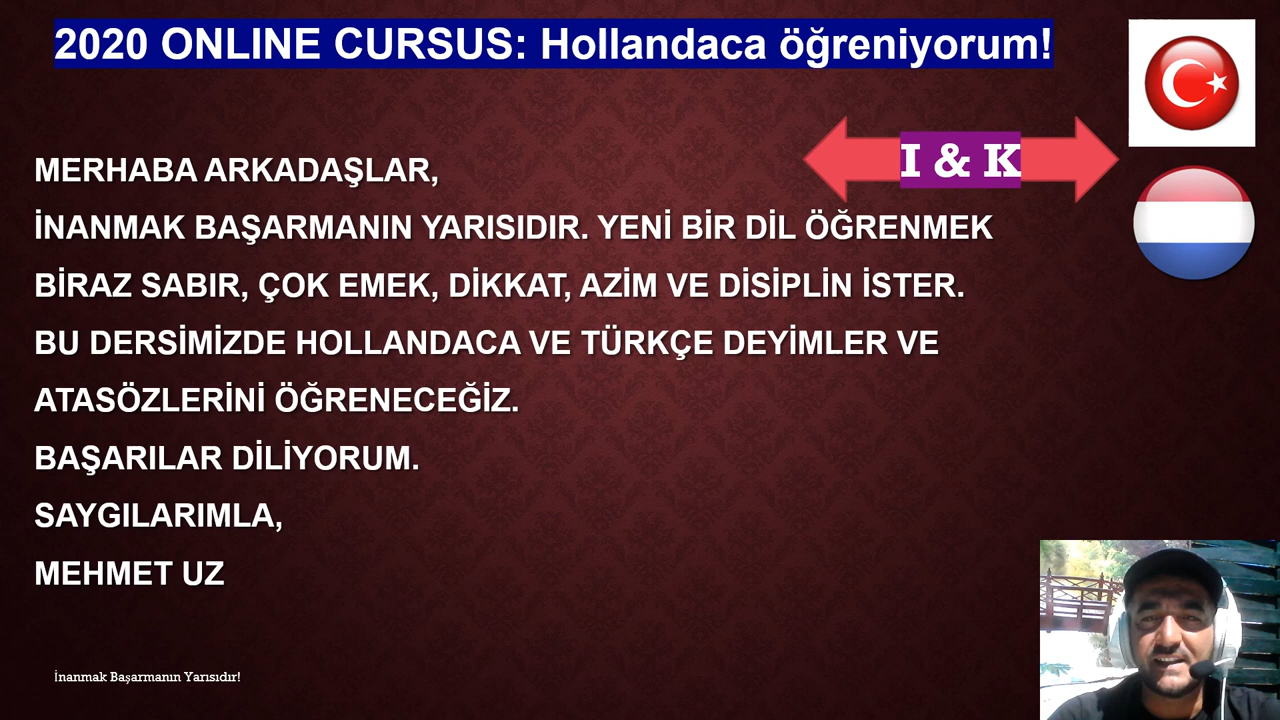 2020 ONLINE CURSUS: Hollandaca öğreniyorum!
I & K
MERHABA ARKADAŞLAR,
İNANMAK BAŞARMANIN YARISIDIR. YENİ BİR DİL ÖĞRENMEK
BİRAZ SABIR, ÇOK EMEK, DİKKAT, AZİM VE DİSİPLİN İSTER.
BU DERSİMİZDE HOLLANDACA VE TÜRKÇE DEYİMLER VE
ATASÖZLERİNİ ÖĞRENECEĞİZ.
BAŞARILAR DİLİYORUM.
SAYGILARIMLA,
MEHMET UZ
İnanmak Başarmanın Yarısıdır!